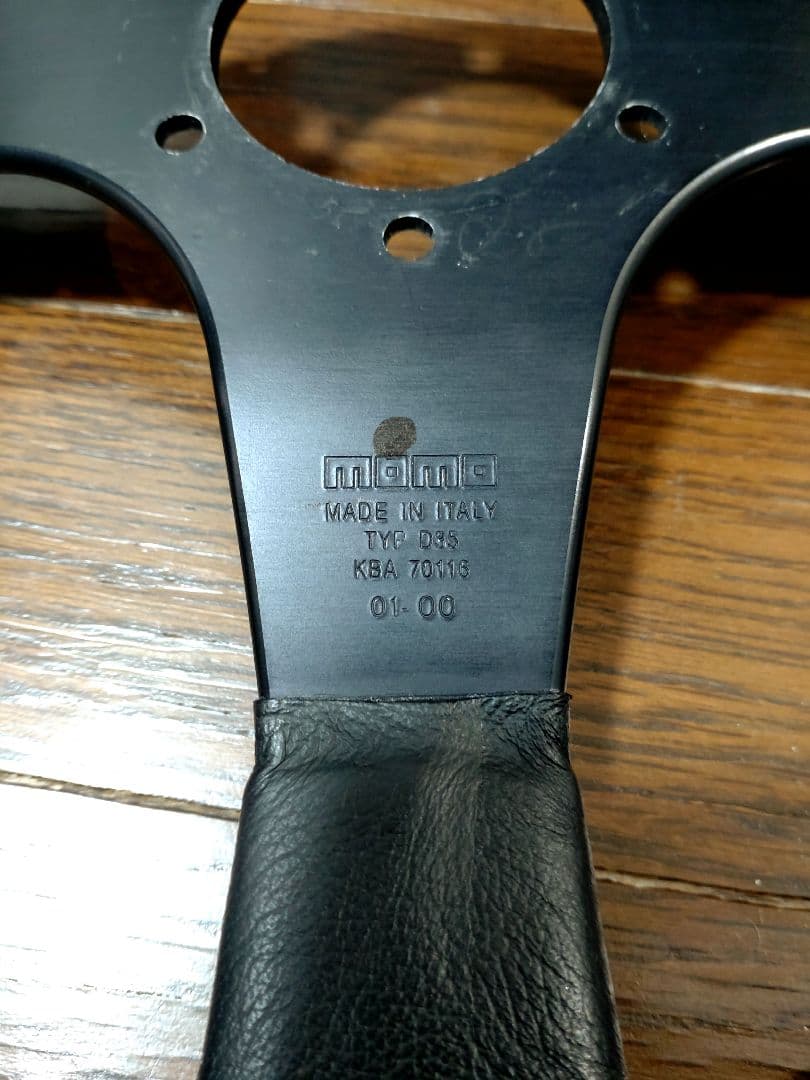 momo
MADE IN ITALY
TYP D35
KBA 70116
01-00